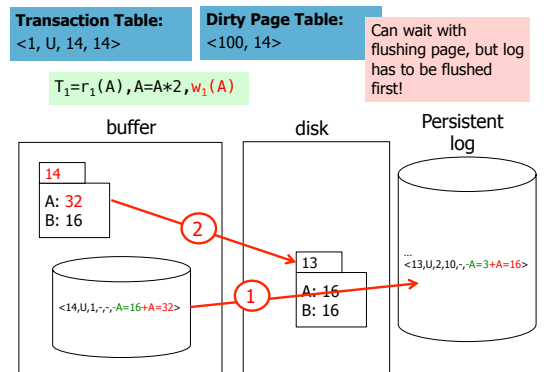 Transaction Table:
<1, U, 14, 14>
Dirty Page Table:
<100, 14>
Can wait with
flushing page, but log
has to be flushed
first!
T1=r1(A),A=A*2,w1(A)
buffer
disk
Persistent
log
14
A: 32
B: 16
2
13
A: 16
B: 16
...
<13,U,2,10,-,-A=3+A=16>
<14,U,1,-,-,-A=16+A=32>
1